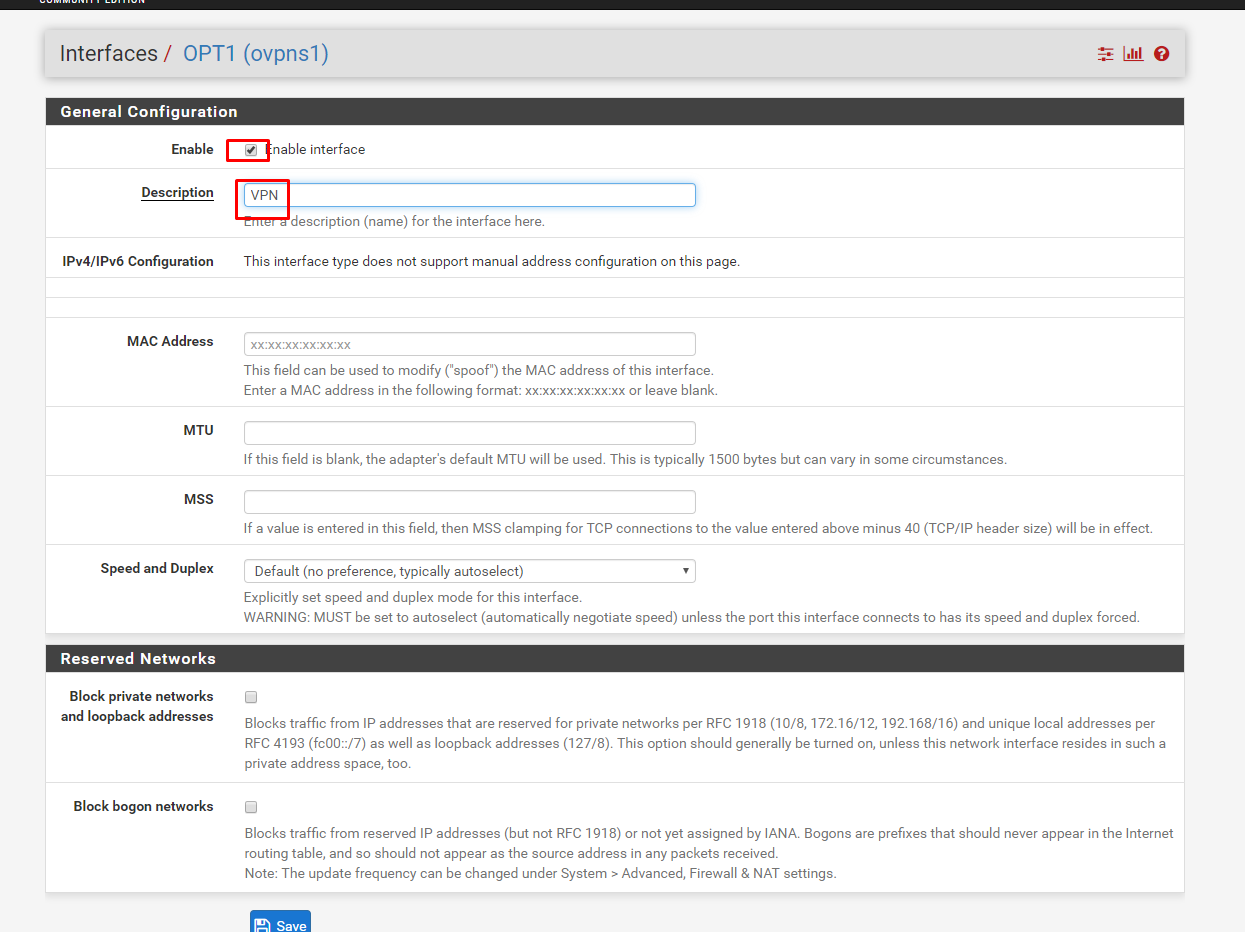 COMMUNITY EDITION
Interfaces / OPT1 (ovpns1)
General Configuration
Enable
Enable interface
Description
VPN
Enter a description (name) for the interface here.
IPv4/IPv6 Configuration
This interface type does not support manual address configuration on this page.
MAC Address
xx:xx:xx:xx:xx:xx
This field can be used to modify ("spoof") the MAC address of this interface.
Enter a MAC address in the following format: xx:xx:xx:xx:xx:xx or leave blank.
MTU
If this field is blank, the adapter's default MTU will be used. This is typically 1500 bytes but can vary in some circumstances.
MSS
If a value is entered in this field, then MSS clamping for TCP connections to the value entered above minus 40 (TCP/IP header size) will be in effect.
Speed and Duplex
Default (no preference, typically autoselect)
Explicitly set speed and duplex mode for this interface.
WARNING: MUST be set to autoselect (automatically negotiate speed) unless the port this interface connects to has its speed and duplex forced.
Reserved Networks
Block private networks
and loopback addresses
Blocks traffic from IP addresses that are reserved for private networks per RFC 1918 (10/8, 172.16/12, 192.168/16) and unique local addresses per
RFC 4193 (fc00::/7) as well as loopback addresses (127/8). This option should generally be turned on, unless this network interface resides in such a
private address space, too.
Block bogon networks
Blocks traffic from reserved IP addresses (but not RFC 1918) or not yet assigned by IANA. Bogons are prefixes that should never appear in the Internet
routing table, and so should not appear as the source address in any packets received.
Note: The update frequency can be changed under System > Advanced, Firewall & NAT settings.
Save